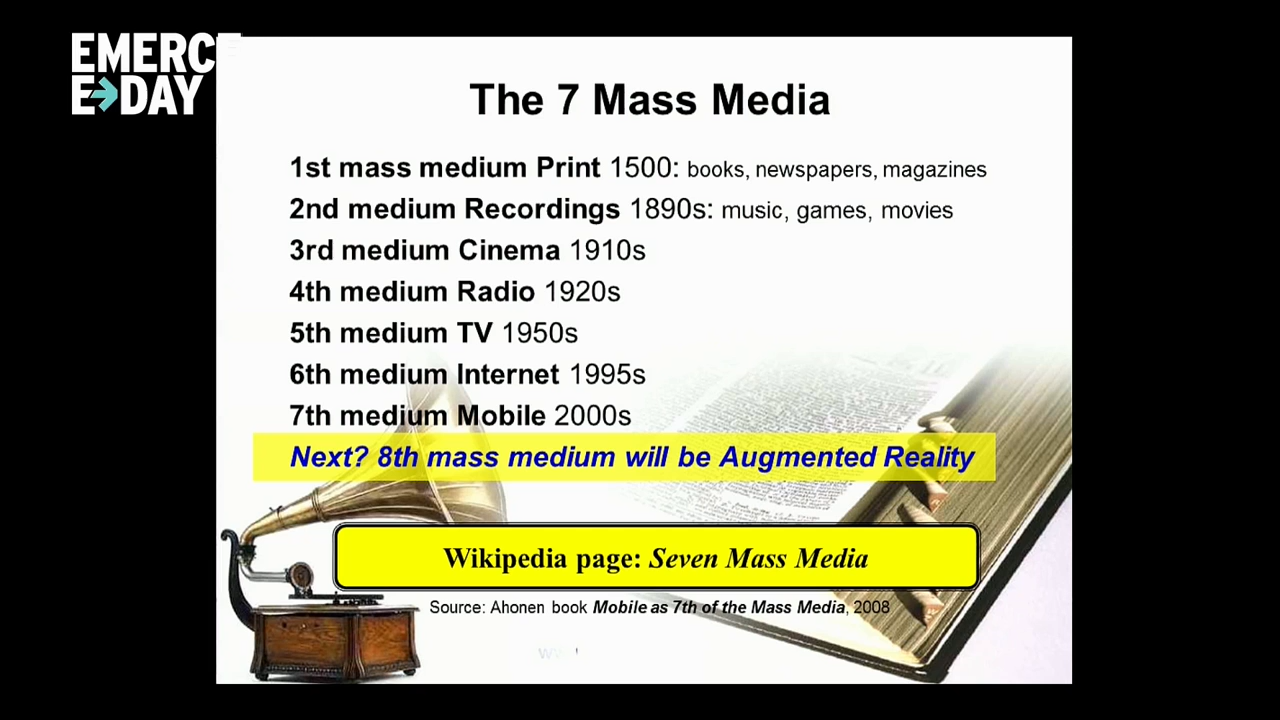 EMERCE
E→DAY
The 7 Mass Media
1st mass medium Print 1500: books, newspapers, magazines
2nd medium Recordings 1890s: music, games, movies
3rd medium Cinema 1910s
4th medium Radio 1920s
5th medium TV 1950s
6th medium Internet 1995s
7th medium Mobile 2000s
Next? 8th mass medium will be Augmented Reality
Wikipedia page: Seven Mass Media
Source: Ahonen book Mobile as 7th of the Mass Media, 2008